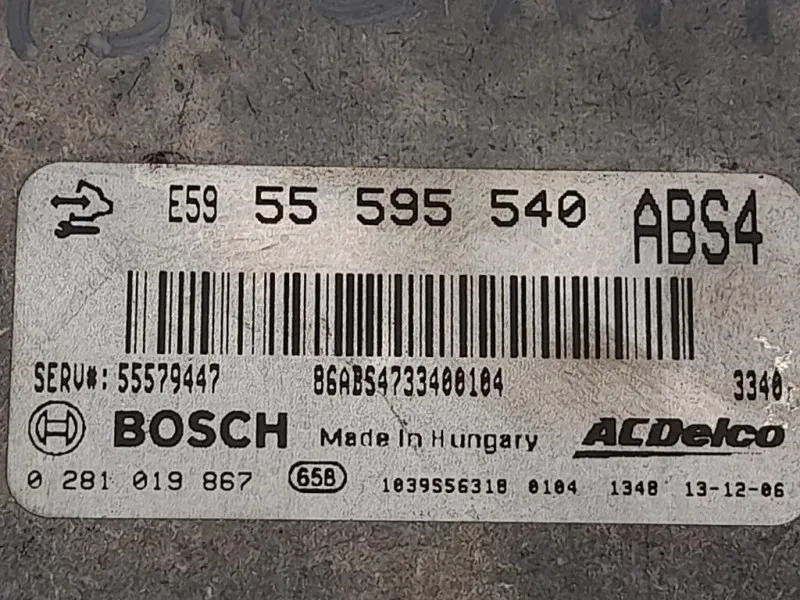 E59 55 595 540 ABS4
SERV#: 55579447 86ABS4733400104 3340
BOSCH Made in Hungary ACDelco
0 281 019 867 658 1039S56318 0104 1348 13-12-06